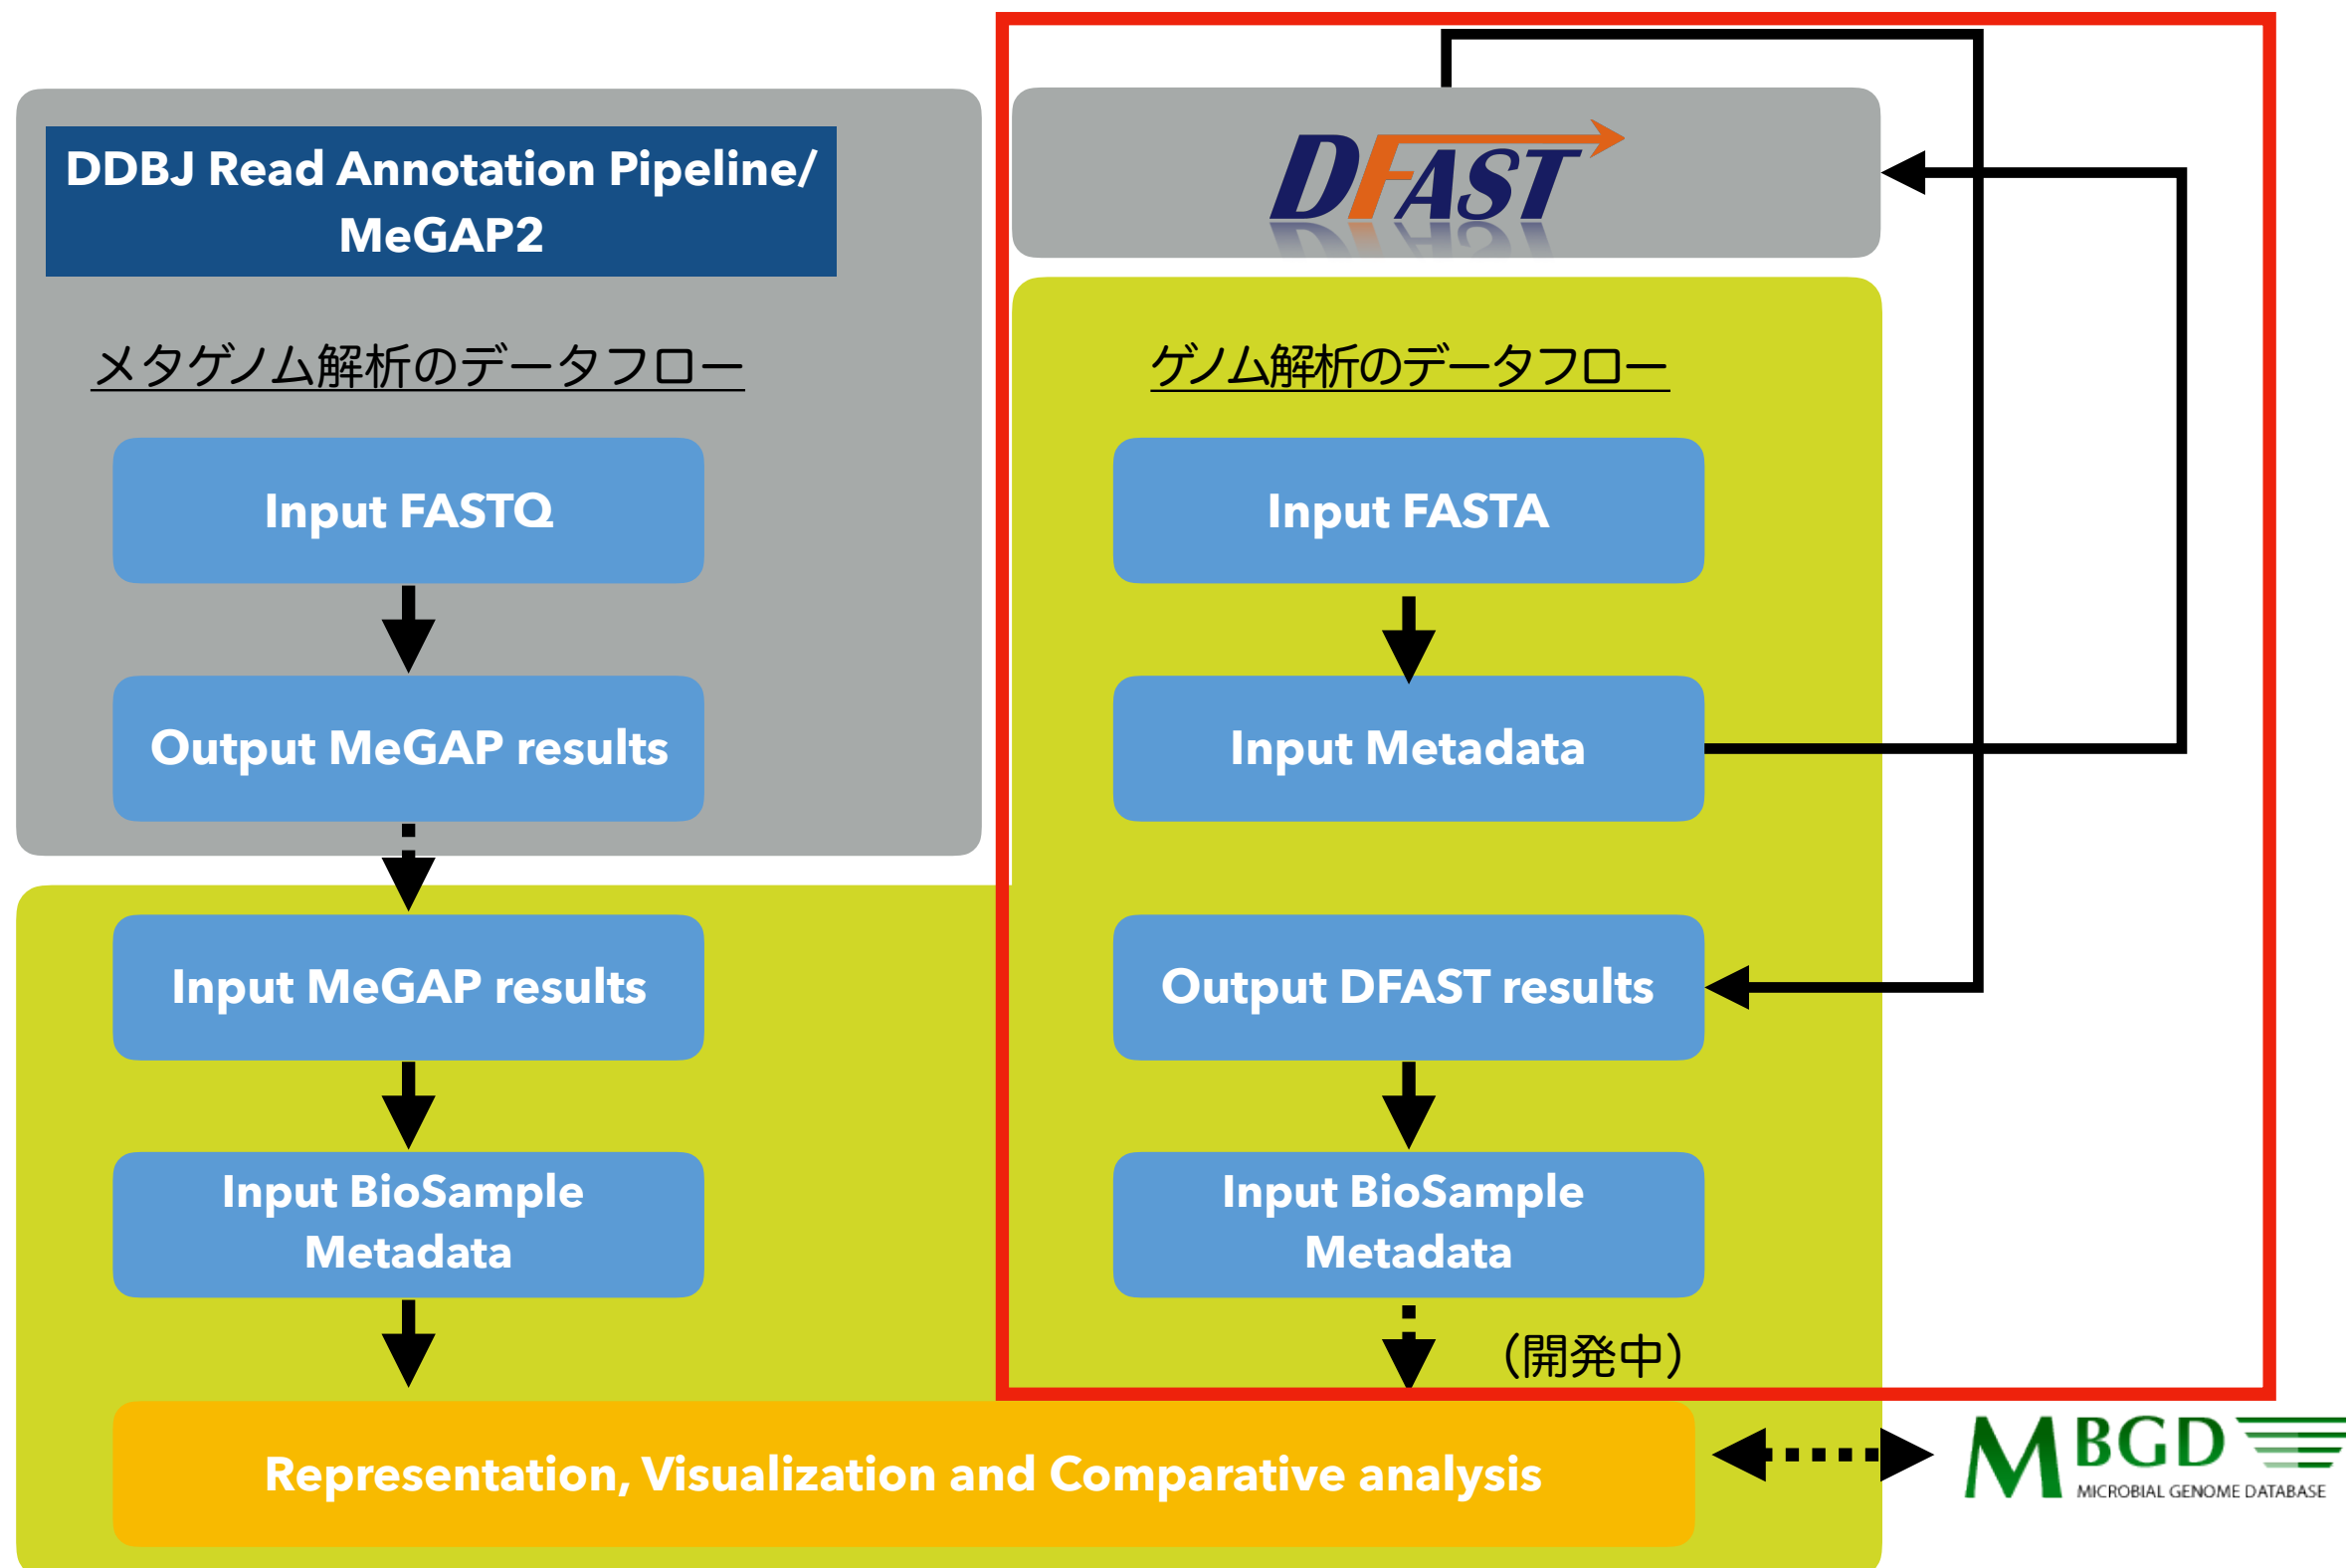 DDBJ Read Annotation Pipeline/
MeGAP2
メタゲノム解析のデータフロー
Input FASTQ
Output MeGAP results
Input MeGAP results
Input BioSample
Metadata
DFAST
ゲノム解析のデータフロー
Input FASTA
Input Metadata
Output DFAST results
Input BioSample
Metadata
（開発中）
Representation, Visualization and Comparative analysis
MBGD
MICROBIAL GENOME DATABASE